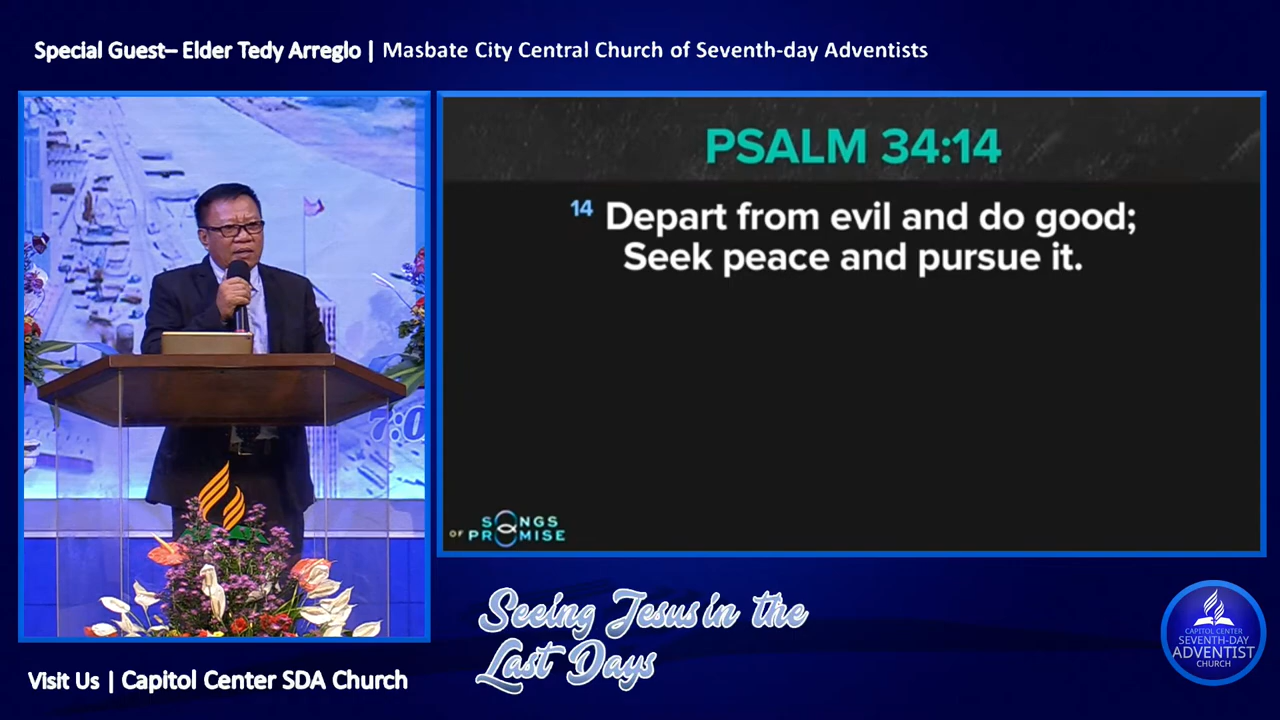 Special Guest– Elder Tedy Arreglo | Masbate City Central Church of Seventh-day Adventists
PSALM 34:14
14 Depart from evil and do good;
Seek peace and pursue it.
7:0
SONGS
OF PROMISE
Seeing Jesus in the
Last Days
CAPITOL CENTER
SEVENTH-DAY
ADVENTIST
CHURCH
Visit Us | Capitol Center SDA Church